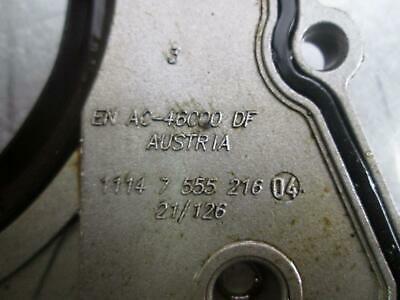 3
EN AC-46000 DF
AUSTRIA
1114 7 555 216 04
21/126